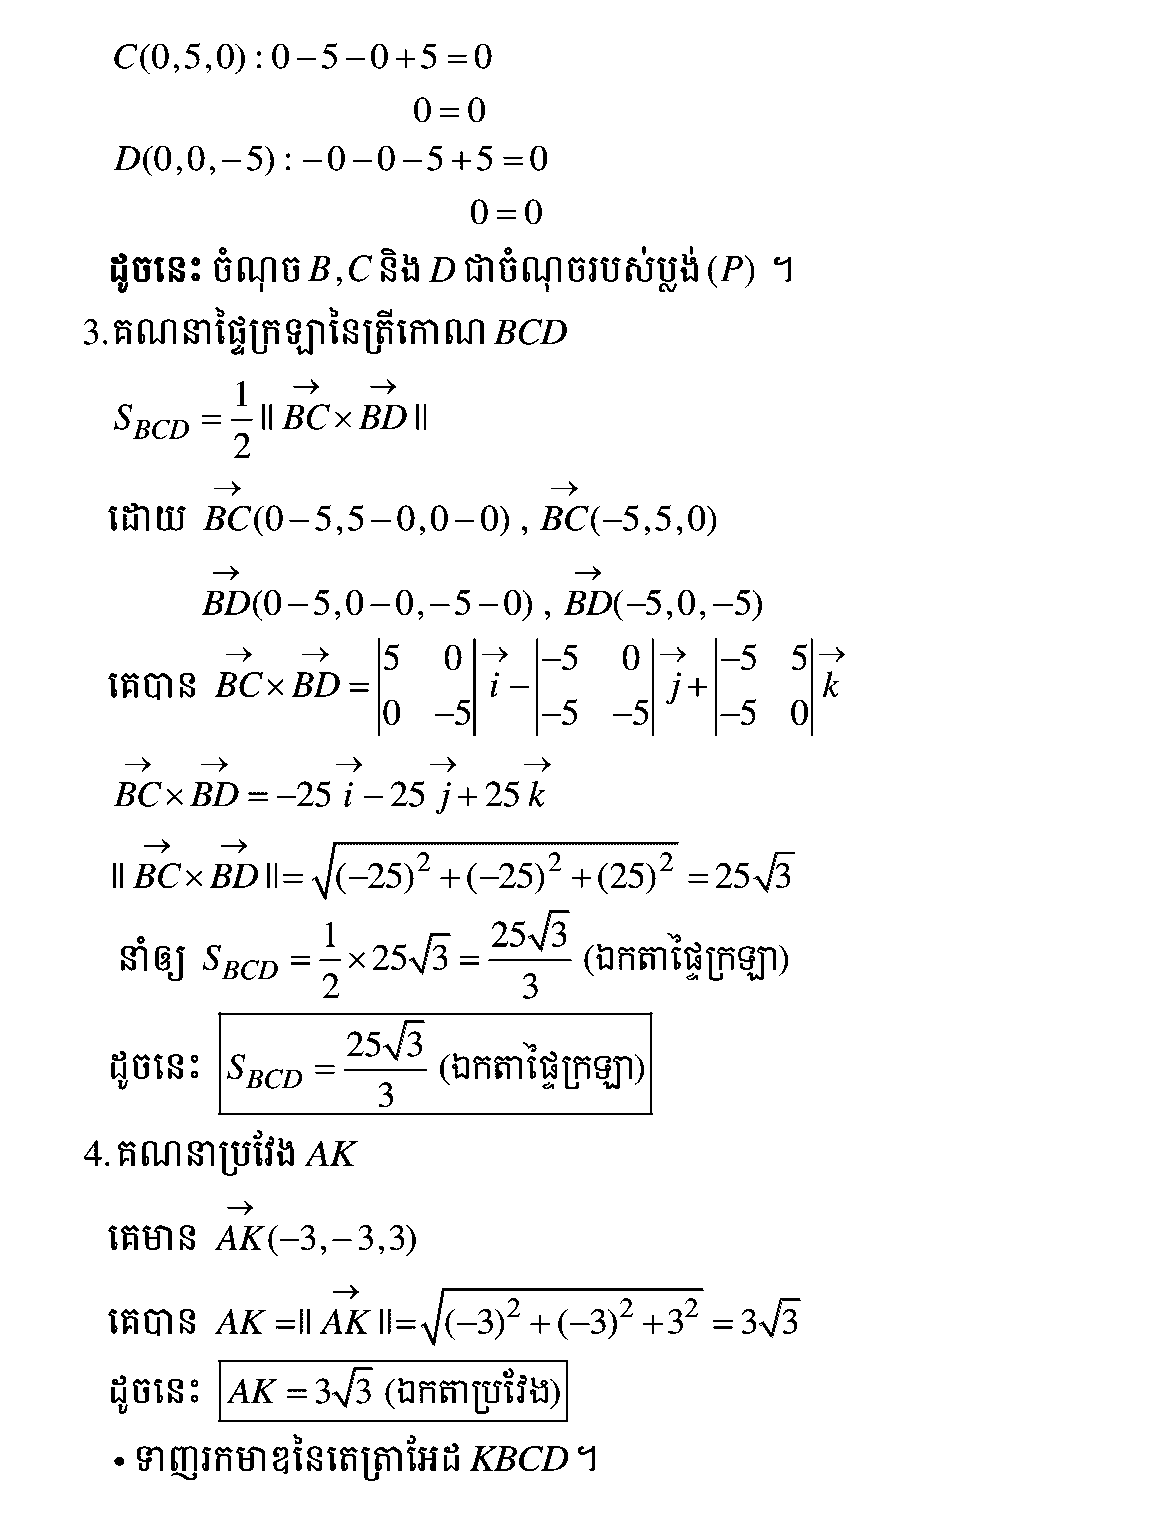 C(0,5,0) : 0 − 5 − 0 + 5 = 0
0 = 0
D(0,0,−5) : −0 − 0 − 5 + 5 = 0
0 = 0
ដូចនេះ ចំណុច B, C និង D ជាចំណុចរបស់ប្លង់ (P) ។
3. គណនាផ្ទៃក្រឡានៃត្រីកោណ BCD
$S_{BCD} = \frac{1}{2} || \overrightarrow{BC} \times \overrightarrow{BD} ||$
ដោយ $\overrightarrow{BC}(0-5,5-0,0-0) , \overrightarrow{BC}(-5,5,0)$
$\overrightarrow{BD}(0-5,0-0,-5-0) , \overrightarrow{BD}(-5,0,-5)$
គេបាន $\overrightarrow{BC} \times \overrightarrow{BD} = \begin{vmatrix} 5 & 0 \\ 0 & -5 \end{vmatrix} \overrightarrow{i} - \begin{vmatrix} -5 & 0 \\ -5 & -5 \end{vmatrix} \overrightarrow{j} + \begin{vmatrix} -5 & 5 \\ -5 & 0 \end{vmatrix} \overrightarrow{k}$
$\overrightarrow{BC} \times \overrightarrow{BD} = -25 \overrightarrow{i} - 25 \overrightarrow{j} + 25 \overrightarrow{k}$
$|| \overrightarrow{BC} \times \overrightarrow{BD} || = \sqrt{(-25)^2 + (-25)^2 + (25)^2} = 25\sqrt{3}$
នាំឲ្យ $S_{BCD} = \frac{1}{2} \times 25\sqrt{3} = \frac{25\sqrt{3}}{3}$ (ឯកតាផ្ទៃក្រឡា)
ដូចនេះ $S_{BCD} = \frac{25\sqrt{3}}{3}$ (ឯកតាផ្ទៃក្រឡា)
4. គណនាប្រវែង AK
គេមាន $\overrightarrow{AK}(-3,-3,3)$
គេបាន $AK = || \overrightarrow{AK} || = \sqrt{(-3)^2 + (-3)^2 + 3^2} = 3\sqrt{3}$
ដូចនេះ $AK = 3\sqrt{3}$ (ឯកតាប្រវែង)
• ទាញរកមាឌនៃតេត្រាអែដ KBCD ។